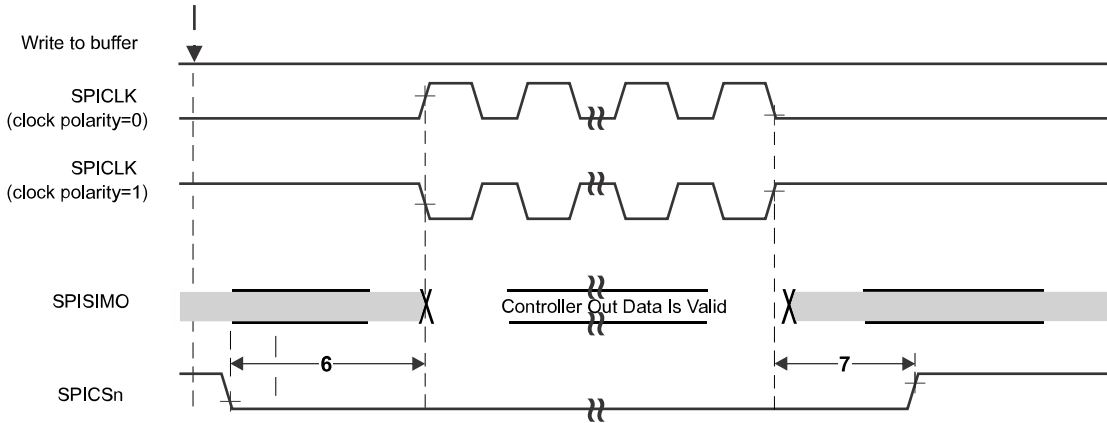 Write to buffer
SPICLK
(clock polarity=0)
SPICLK
(clock polarity=1)
SPISIMO
Controller Out Data Is Valid
6
7
SPICSn